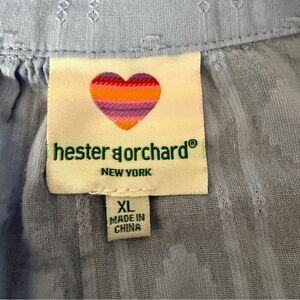 hester & orchard®
NEW YORK
XL
MADE IN
CHINA